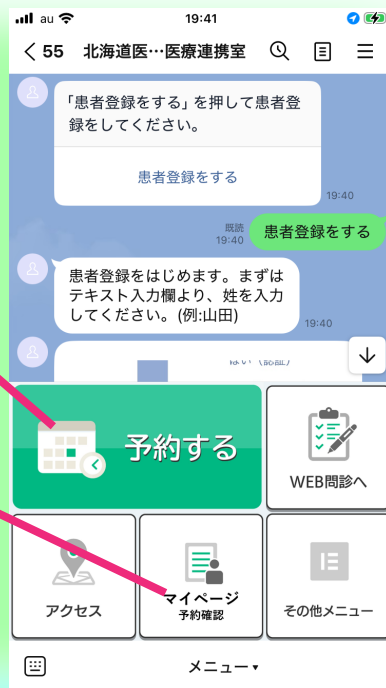 au
19:41
55 北海道医…医療連携室
「患者登録をする」を押して患者登
録をしてください。
患者登録をする
19:40
既読
19:40
患者登録をする
患者登録をはじめます。まずは
テキスト入力欄より、姓を入力
してください。(例:山田)
19:40
予約する
WEB問診へ
アクセス
マイページ
予約確認
その他メニュー
メニュー▾